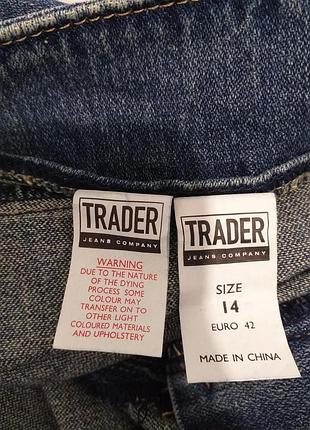 TRADER
JEANS COMPANY
WARNING
DUE TO THE NATURE
OF THE DYING
PROCESS SOME
COLOUR MAY
TRANSFER ON TO
OTHER LIGHT
COLOURED MATERIALS
AND UPHOLSTERY
TRADER
JEANS COMPANY
SIZE
14
EURO 42
MADE IN CHINA